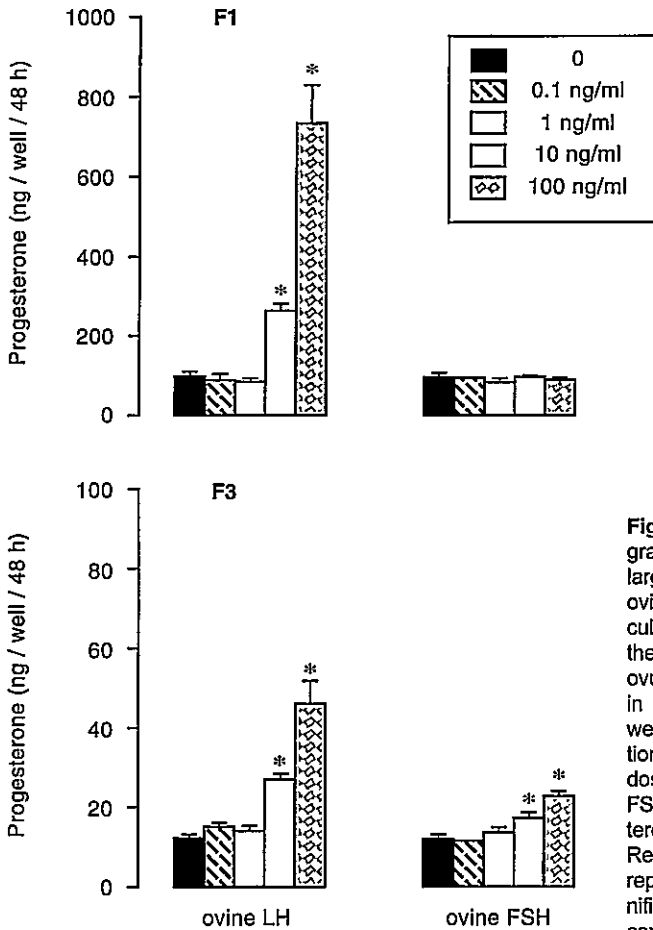 F1
Progesterone (ng / well / 48 h)
1000
800
600
400
200
0
*
*
0
0.1 ng/ml
1 ng/ml
10 ng/ml
100 ng/ml
F3
Progesterone (ng / well / 48 h)
100
80
60
40
20
0
*
*
*
*
ovine LH
ovine FSH
Fig
gra
larg
ovi
cul
the
ovu
in
we
tion
dos
FS
tere
Re
rep
nifi